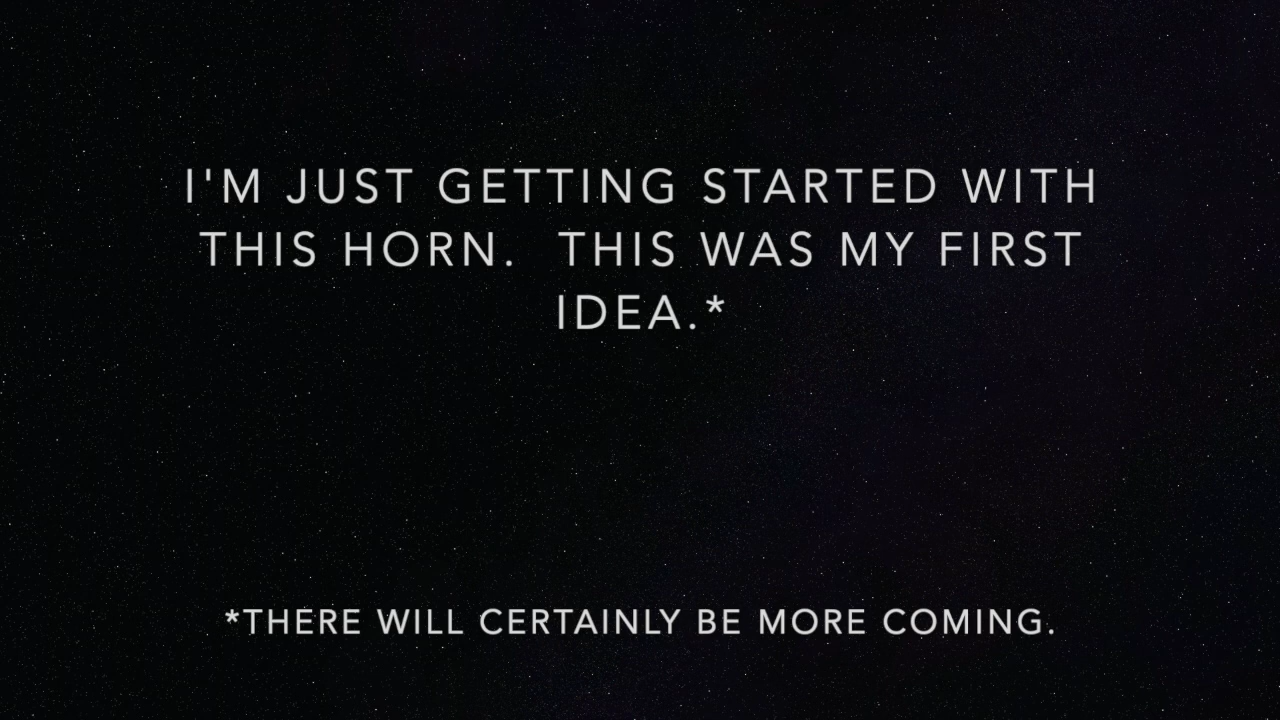 I'M JUST GETTING STARTED WITH
THIS HORN.  THIS WAS MY FIRST
IDEA.*
*THERE WILL CERTAINLY BE MORE COMING.